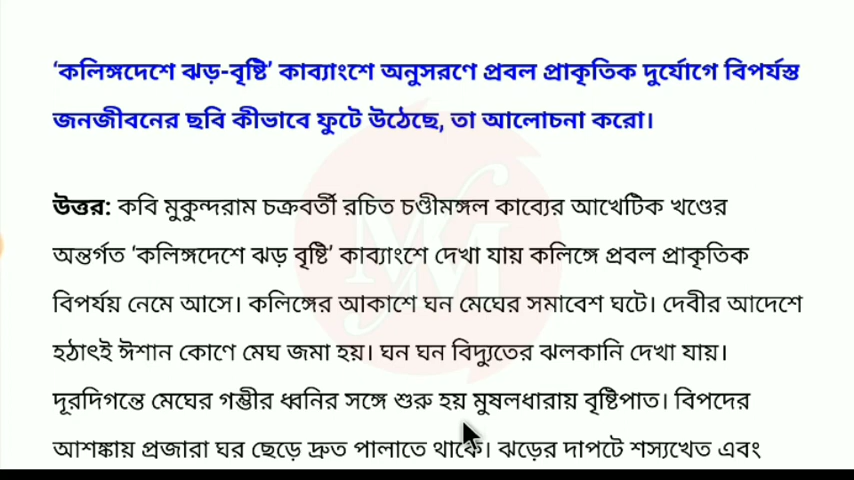 ‘কলিঙ্গদেশে ঝড়-বৃষ্টি’ কাব্যাংশে অনুসরণে প্রবল প্রাকৃতিক দুর্যোগে বিপর্যস্ত
জনজীবনের ছবি কীভাবে ফুটে উঠেছে, তা আলোচনা করো।
উত্তর: কবি মুকুন্দরাম চক্রবর্তী রচিত চণ্ডীমঙ্গল কাব্যের আখেটিক খণ্ডের
অন্তর্গত ‘কলিঙ্গদেশে ঝড় বৃষ্টি’ কাব্যাংশে দেখা যায় কলিঙ্গে প্রবল প্রাকৃতিক
বিপর্যয় নেমে আসে। কলিঙ্গের আকাশে ঘন মেঘের সমাবেশ ঘটে। দেবীর আদেশে
হঠাৎই ঈশান কোণে মেঘ জমা হয়। ঘন ঘন বিদ্যুতের ঝলকানি দেখা যায়।
দূরদিগন্তে মেঘের গম্ভীর ধ্বনির সঙ্গে শুরু হয় মুষলধারায় বৃষ্টিপাত। বিপদের
আশঙ্কায় প্রজারা ঘর ছেড়ে দ্রুত পালাতে থাকে। ঝড়ের দাপটে শস্যখেত এবং